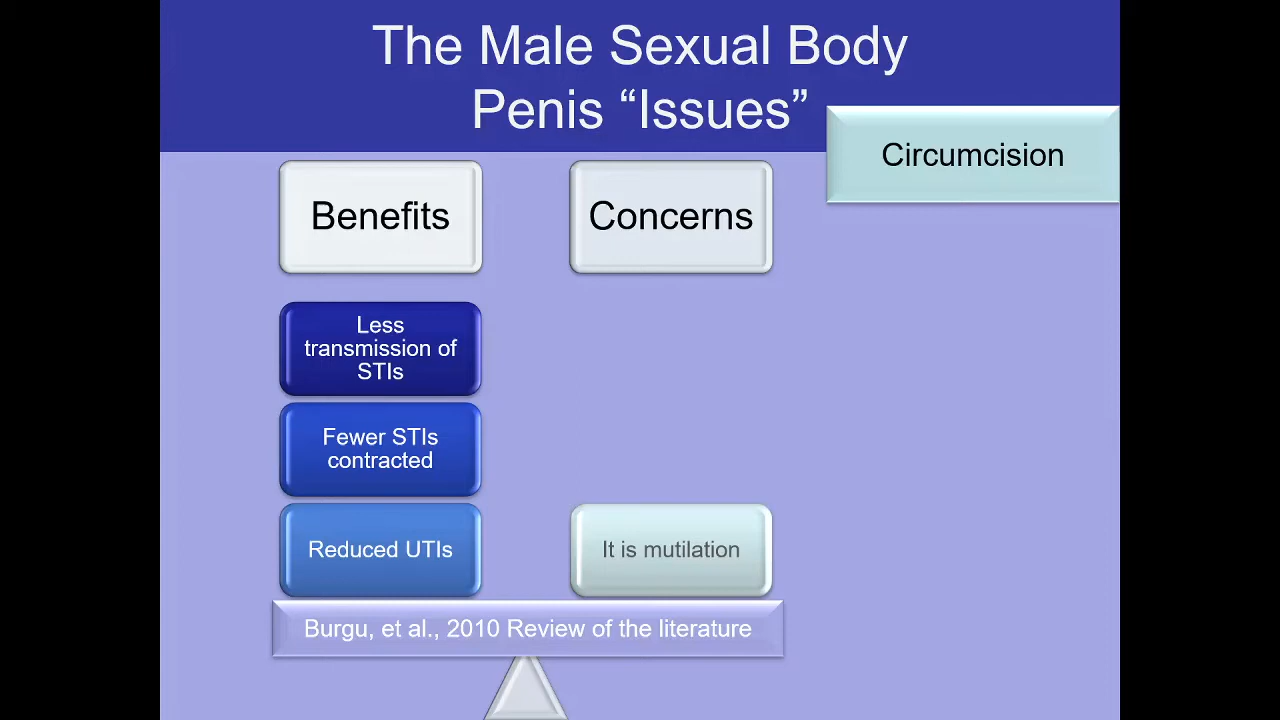 The Male Sexual Body
Penis “Issues”
Circumcision
Benefits
Concerns
Less
transmission of
STIs
Fewer STIs
contracted
Reduced UTIs
It is mutilation
Burgu, et al., 2010 Review of the literature